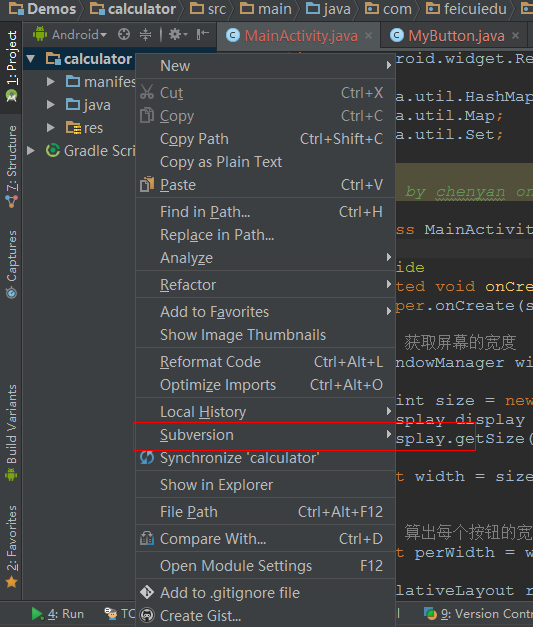 Demos calculator src main java com feicuiedu
Android
MainActivity.java × MyButton.java ×
1: Project
7: Structure
Captures
Build Variants
2: Favorites
calculator
manifes
java
res
Gradle Scri
New
Cut Ctrl+X
Copy Ctrl+C
Copy Path Ctrl+Shift+C
Copy as Plain Text
Paste Ctrl+V
Find in Path... Ctrl+H
Replace in Path...
Analyze
Refactor
Add to Favorites
Show Image Thumbnails
Reformat Code Ctrl+Alt+L
Optimize Imports Ctrl+Alt+O
Local History
Subversion
Synchronize 'calculator'
Show in Explorer
File Path Ctrl+Alt+F12
Compare With... Ctrl+D
Open Module Settings F12
Add to .gitignore file
Create Gist...
roid.widget.Re
a.util.HashMap
a.util.Map;
a.util.Set;
by chenyan on
ss MainActivit
ide
ted void onCre
per.onCreate(s
获取屏幕的宽度
ndowManager wi
int size = new
splay display
splay.getSize(
t width = size
算出每个按钮的宽
t perWidth = w
lativeLayout r
4: Run TO 9: Version Contr